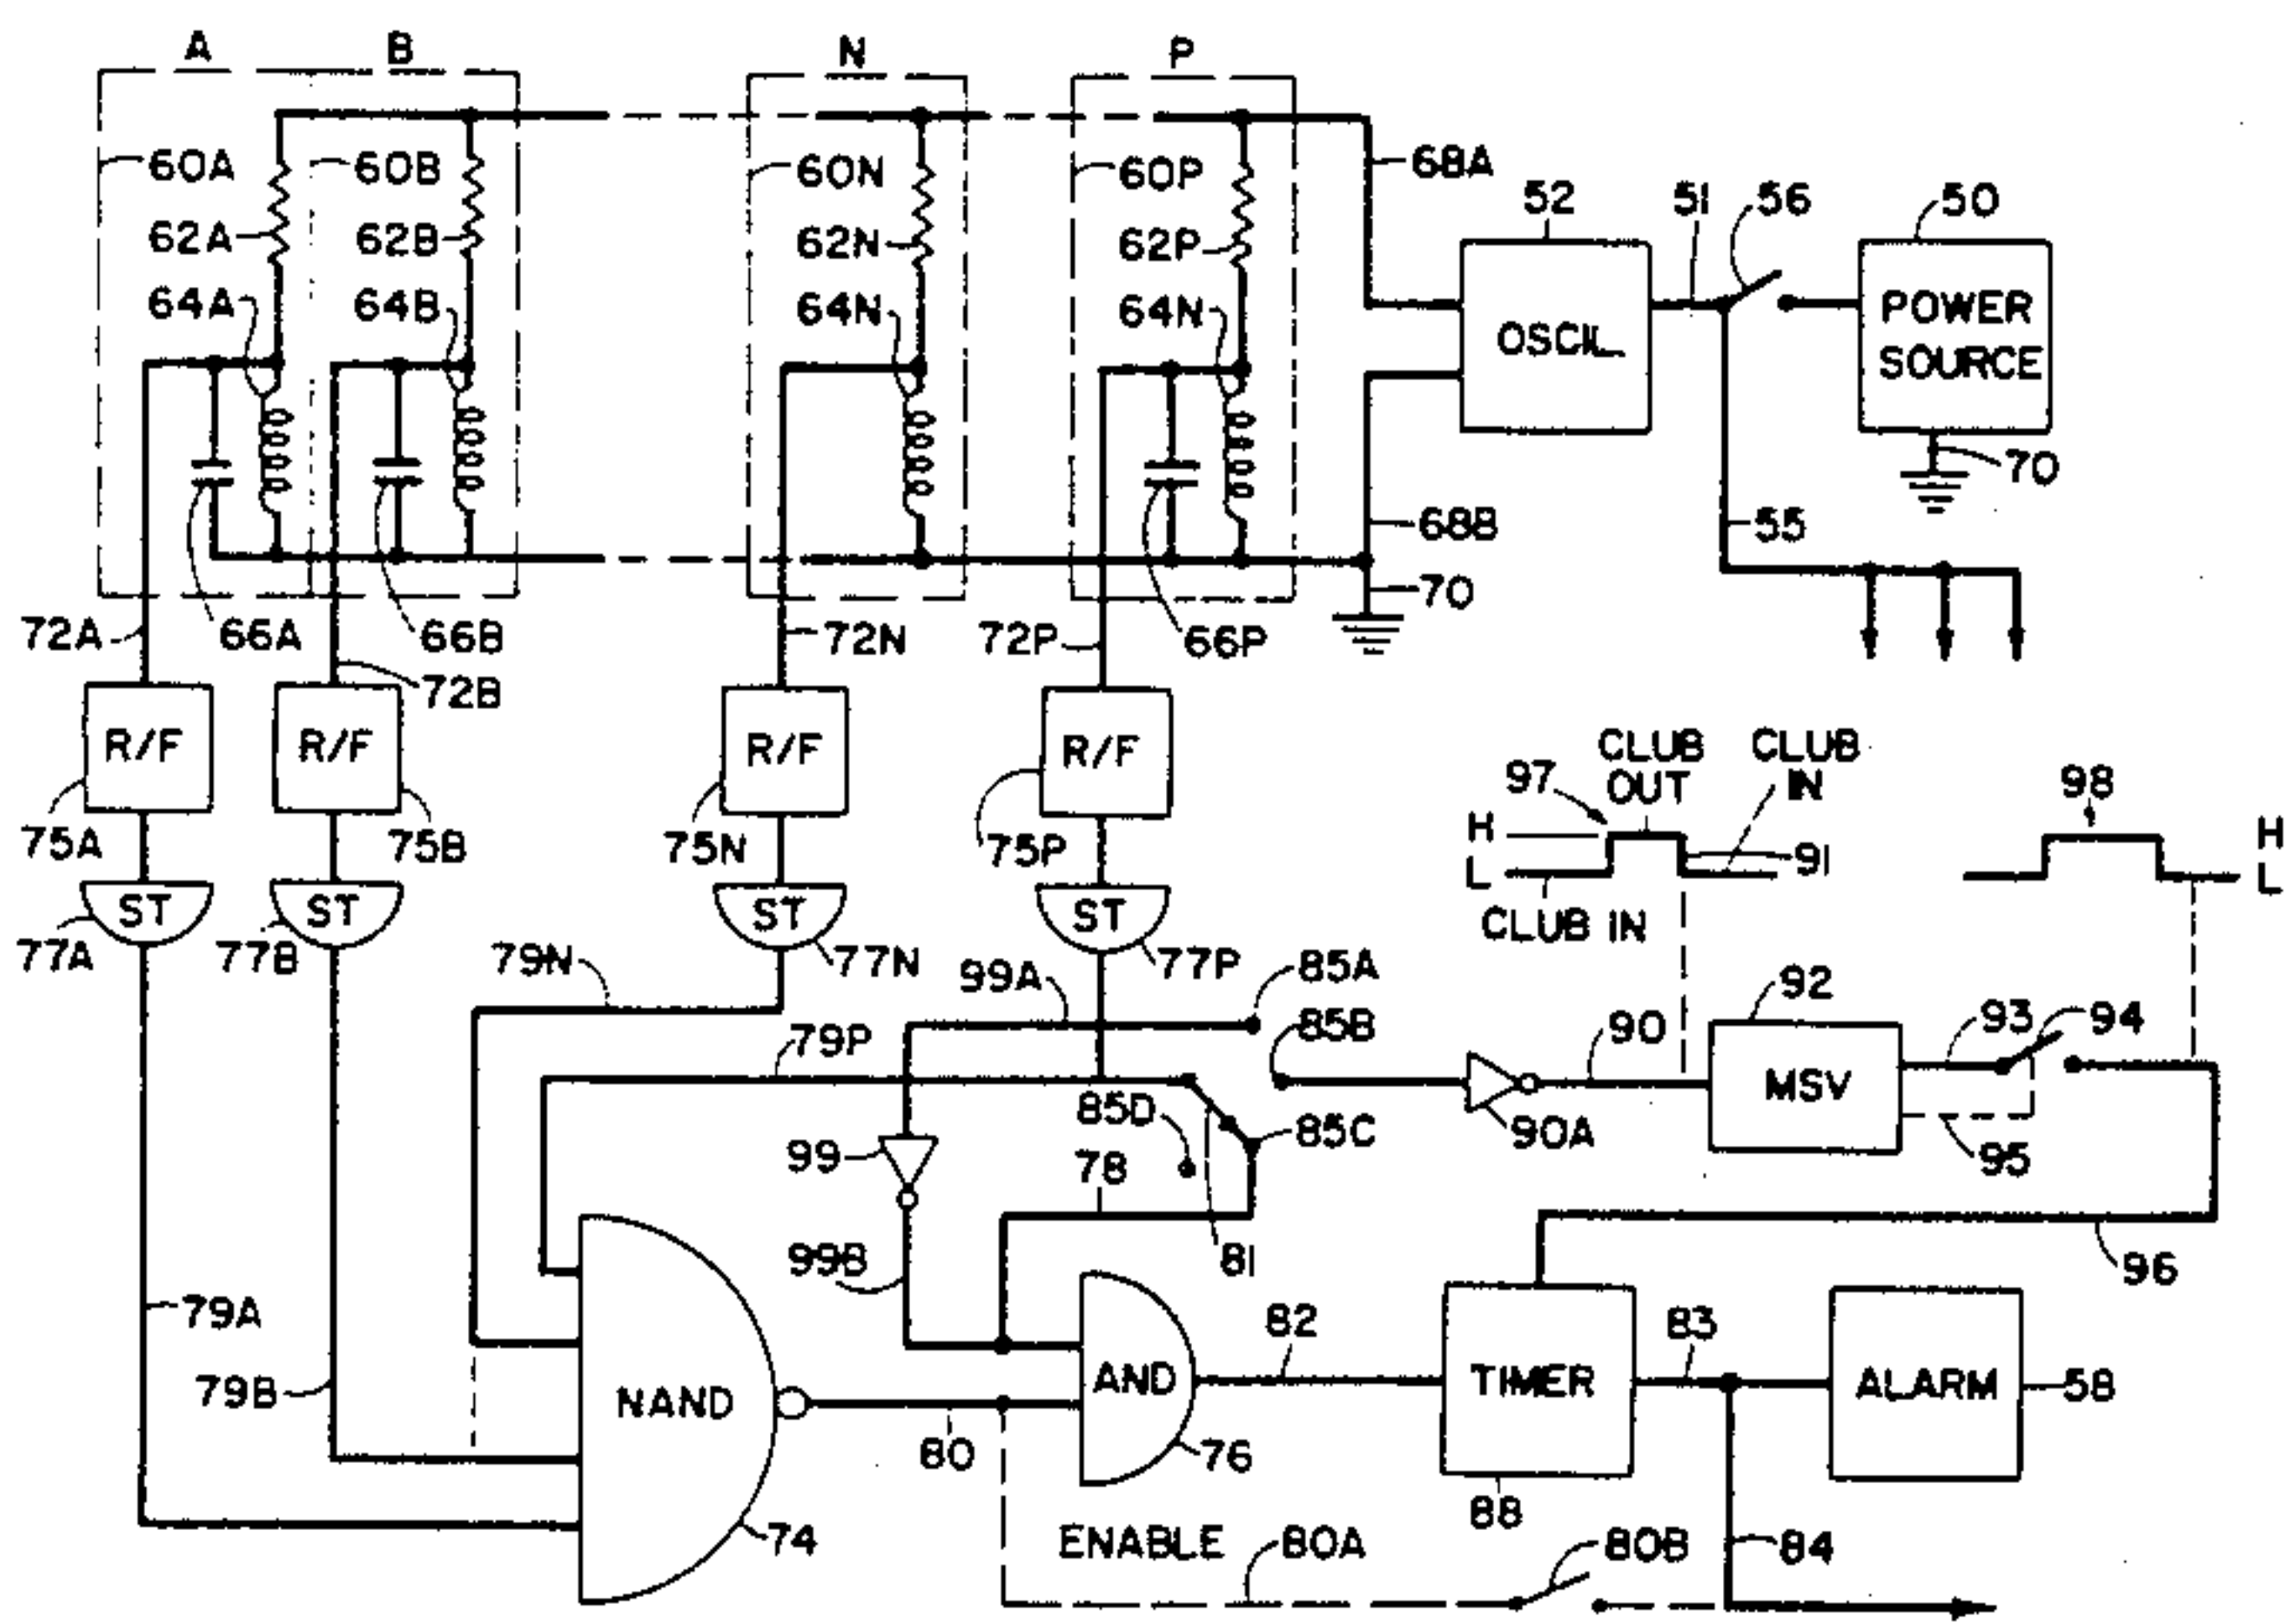 A B N P
60A 60B 60N 60P 68A
62A 62B 62N 62P 52 51 56 50
64A 64B 64N 64N
OSCIL
POWER
SOURCE
70
68B 55
70
72A 66A 66B 72N 72P 66P
72B
R/F R/F R/F R/F
75A 75B 75N 75P
CLUB
OUT
CLUB
IN
97 98
H H
L L
91
CLUB IN
ST ST ST ST
77A 77B 79N 77N 99A 77P 85A
85B 90 92 93 94
79P
MSV
85D 85C 90A 95
99 78
99B 81 96
79A
82 83
79B
NAND AND TIMER ALARM 58
80 76
88
74 ENABLE 80A 80B 84